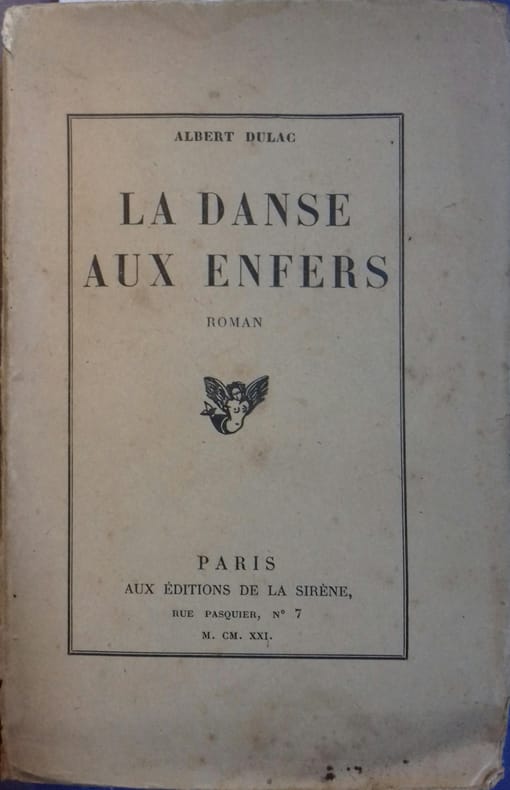 ALBERT DULAC
LA DANSE
AUX ENFERS
ROMAN
PARIS
AUX ÉDITIONS DE LA SIRÈNE,
RUE PASQUIER, N° 7
M. CM. XXI.